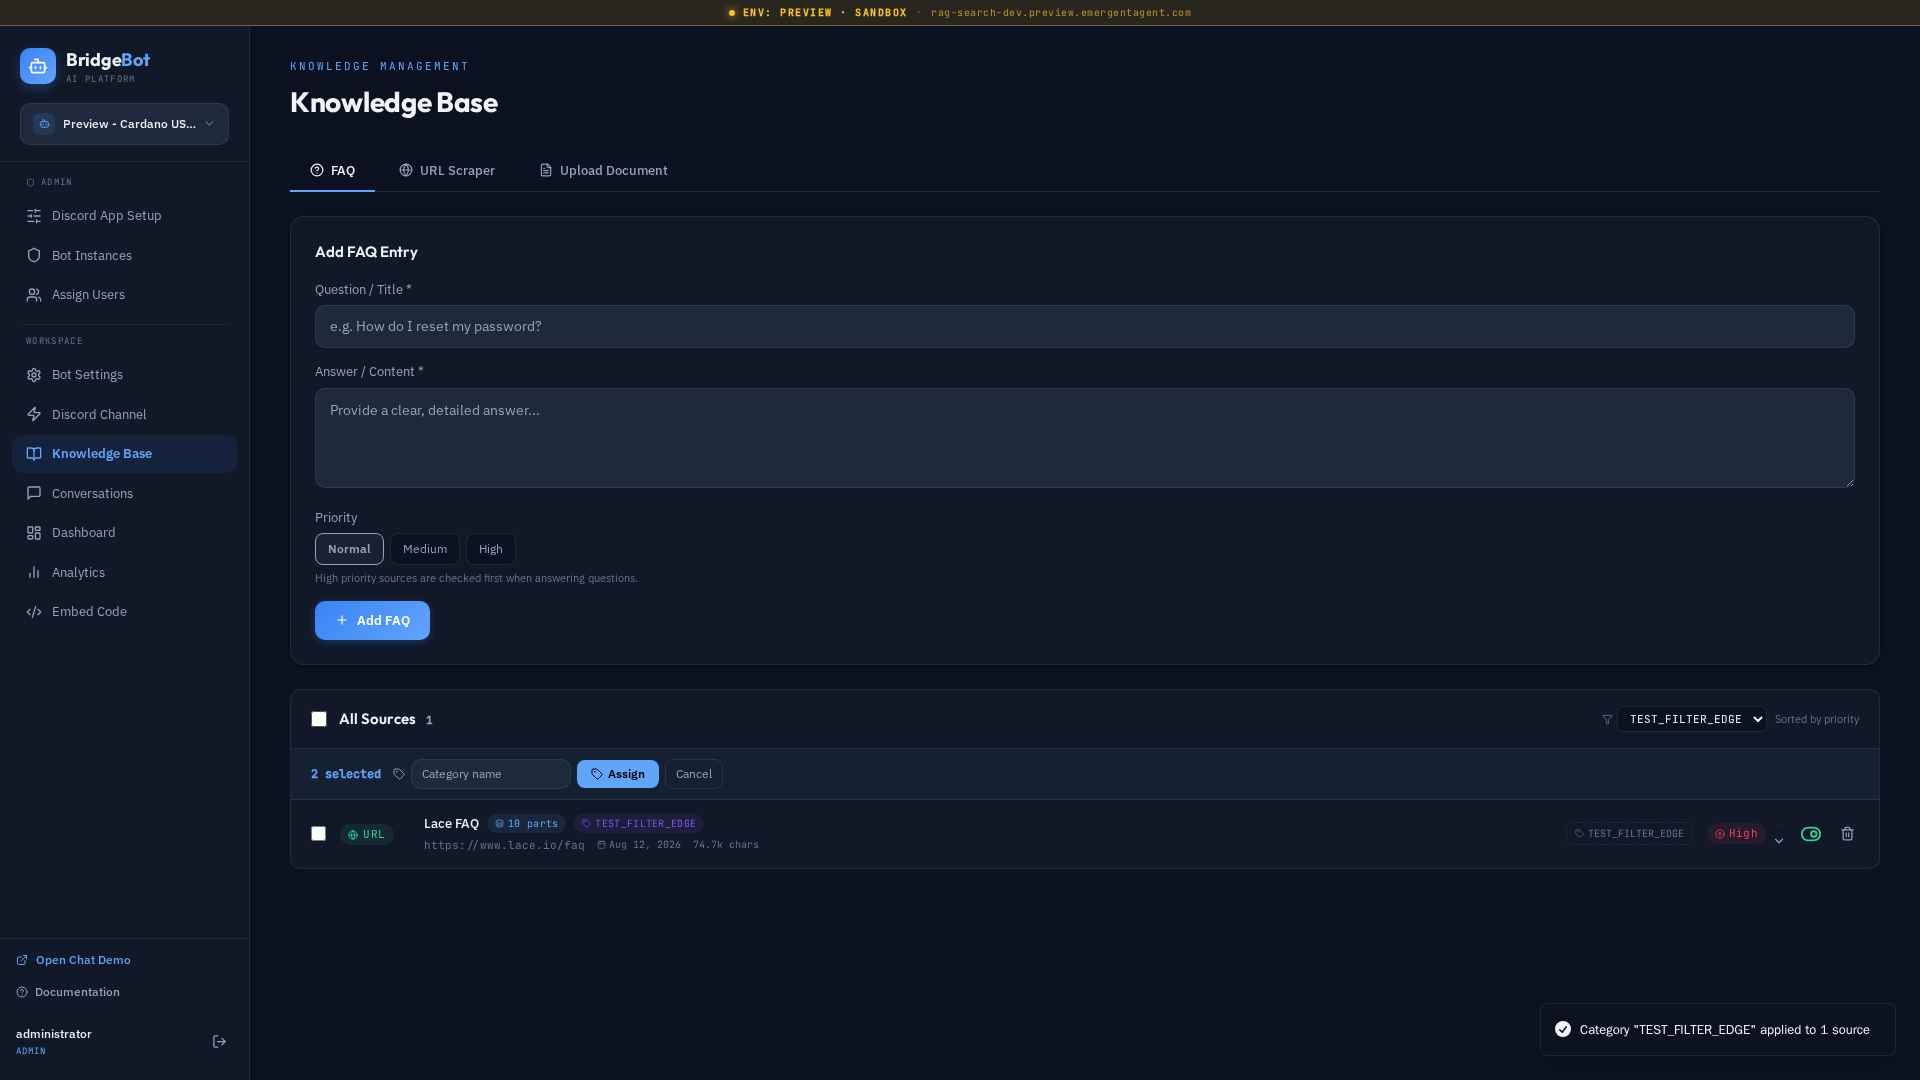 ENV: PREVIEW · SANDBOX · rag-search-dev.preview.emergentagent.com
BridgeBot
AI PLATFORM
Preview - Cardano US...
ADMIN
Discord App Setup
Bot Instances
Assign Users
WORKSPACE
Bot Settings
Discord Channel
Knowledge Base
Conversations
Dashboard
Analytics
Embed Code
Open Chat Demo
Documentation
administrator
ADMIN
KNOWLEDGE MANAGEMENT
Knowledge Base
FAQ URL Scraper Upload Document
Add FAQ Entry
Question / Title *
e.g. How do I reset my password?
Answer / Content *
Provide a clear, detailed answer...
Priority
Normal Medium High
High priority sources are checked first when answering questions.
+ Add FAQ
All Sources 1 TEST_FILTER_EDGE Sorted by priority
2 selected Category name Assign Cancel
URL Lace FAQ 10 parts TEST_FILTER_EDGE TEST_FILTER_EDGE High
https://www.lace.io/faq Aug 12, 2026 74.7k chars
Category "TEST_FILTER_EDGE" applied to 1 source